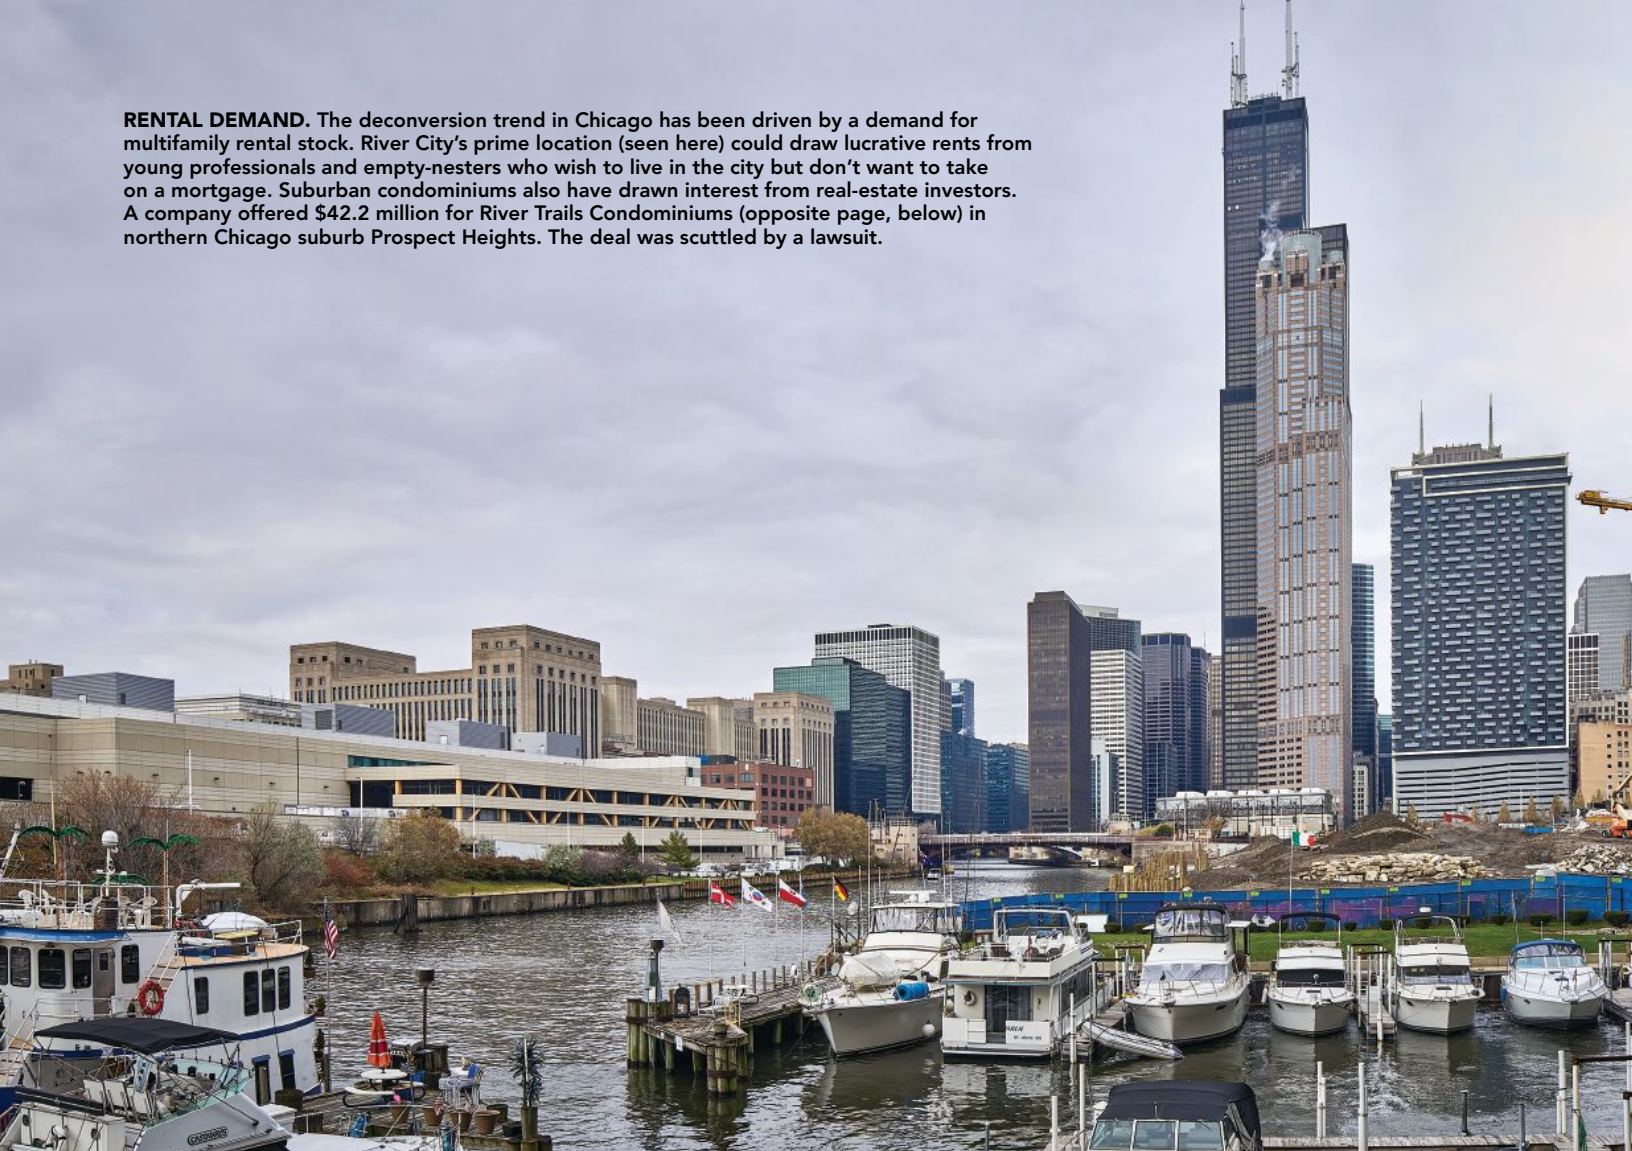 RENTAL DEMAND. The deconversion trend in Chicago has been driven by a demand for
multifamily rental stock. River City’s prime location (seen here) could draw lucrative rents from
young professionals and empty-nesters who wish to live in the city but don’t want to take
on a mortgage. Suburban condominiums also have drawn interest from real-estate investors.
A company offered $42.2 million for River Trails Condominiums (opposite page, below) in
northern Chicago suburb Prospect Heights. The deal was scuttled by a lawsuit.